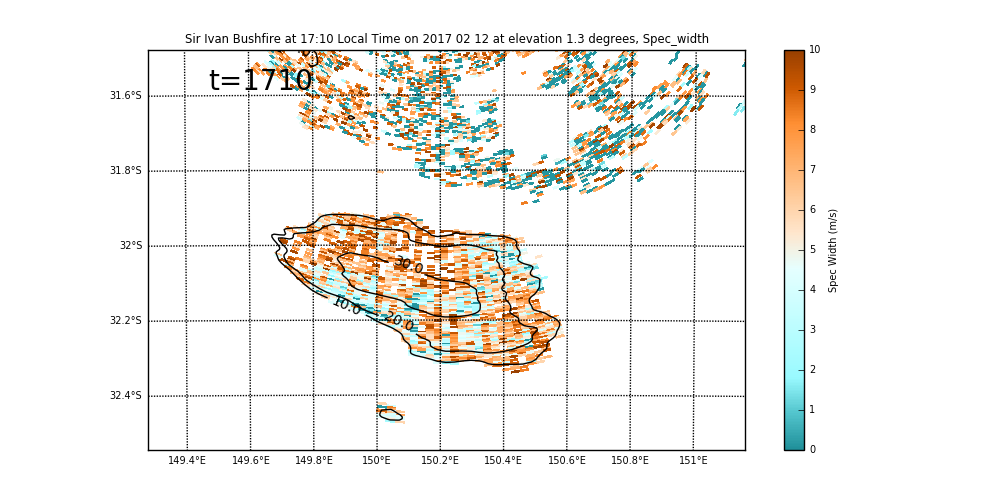 Sir Ivan Bushfire at 17:10 Local Time on 2017 02 12 at elevation 1.3 degrees, Spec_width
t=1710
31.6°S
31.8°S
32°S
32.2°S
32.4°S
30.0
10.0
20.0
149.4°E 149.6°E 149.8°E 150°E 150.2°E 150.4°E 150.6°E 150.8°E 151°E
10
9
8
7
6
5
4
3
2
1
0
Spec Width (m/s)